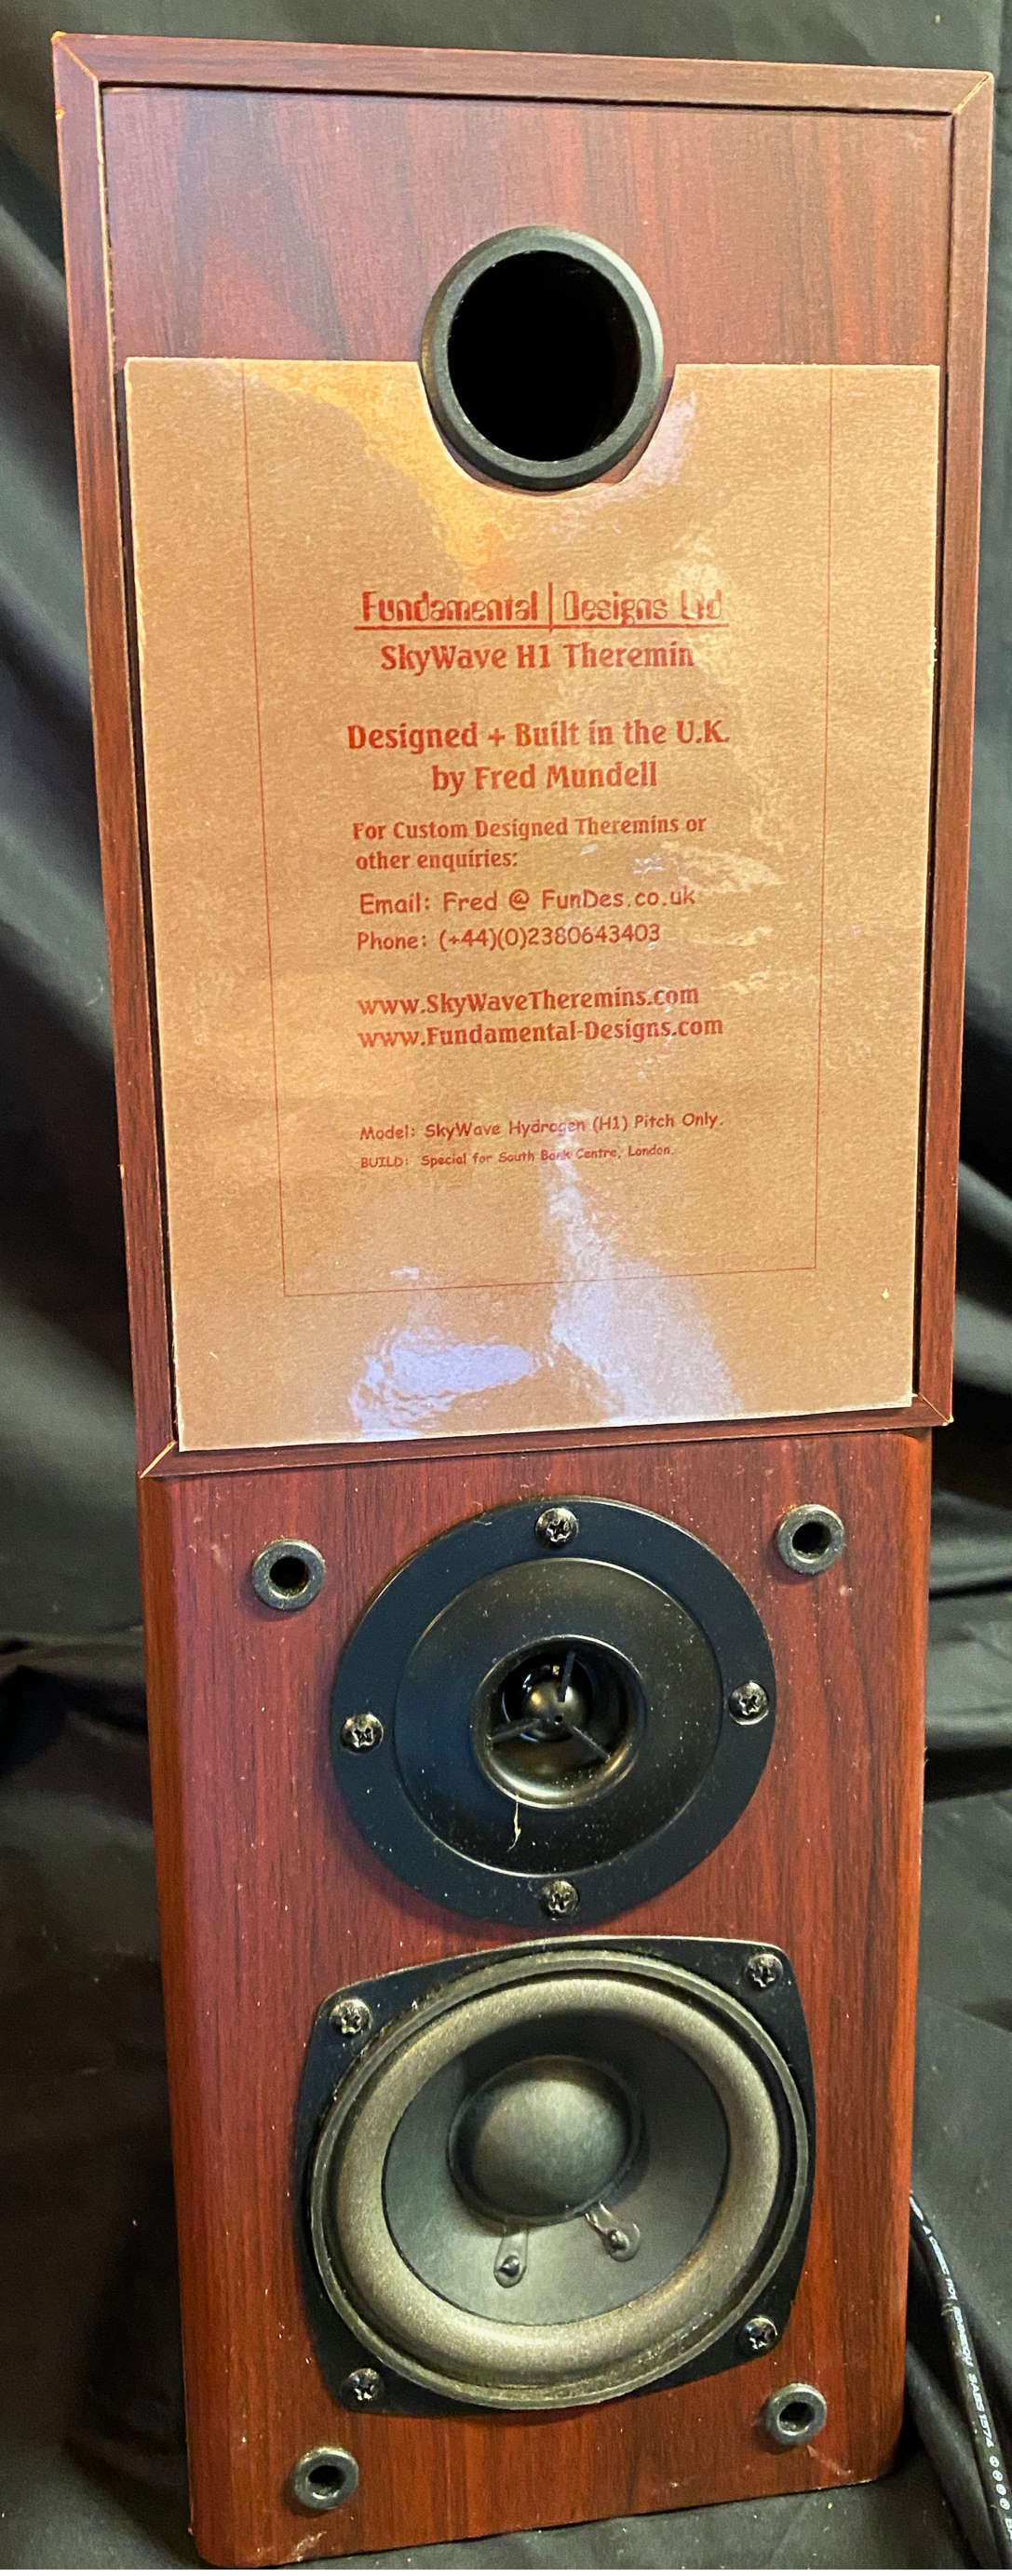 Fundamental | Designs Ltd
SkyWave H1 Theremin
Designed + Built in the U.K.
by Fred Mundell
For Custom Designed Theremins or
other enquiries:
Email: Fred @ FunDes.co.uk
Phone: (+44)(0)2380643403
www.SkyWaveTheremins.com
www.Fundamental-Designs.com
Model: SkyWave Hydrogen (H1) Pitch Only.
BUILD: Special for South Bank Centre, London.